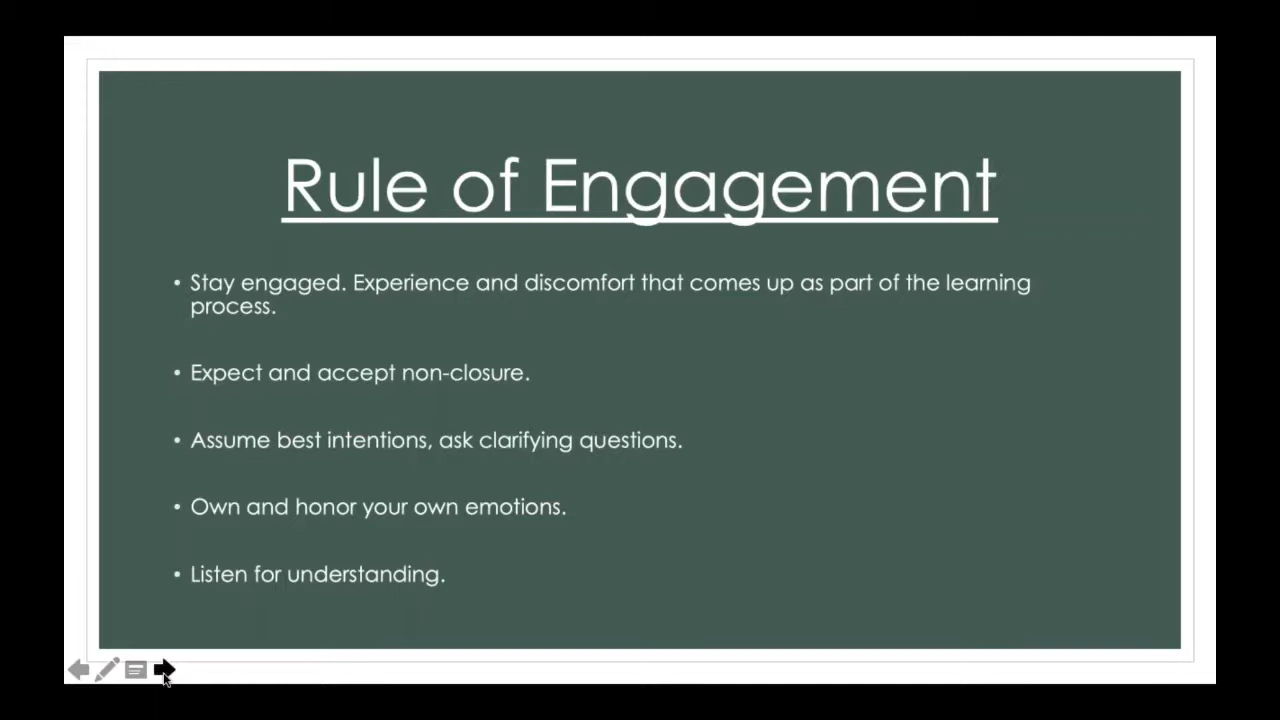 Rule of Engagement
• Stay engaged. Experience and discomfort that comes up as part of the learning
process.
• Expect and accept non-closure.
• Assume best intentions, ask clarifying questions.
• Own and honor your own emotions.
• Listen for understanding.